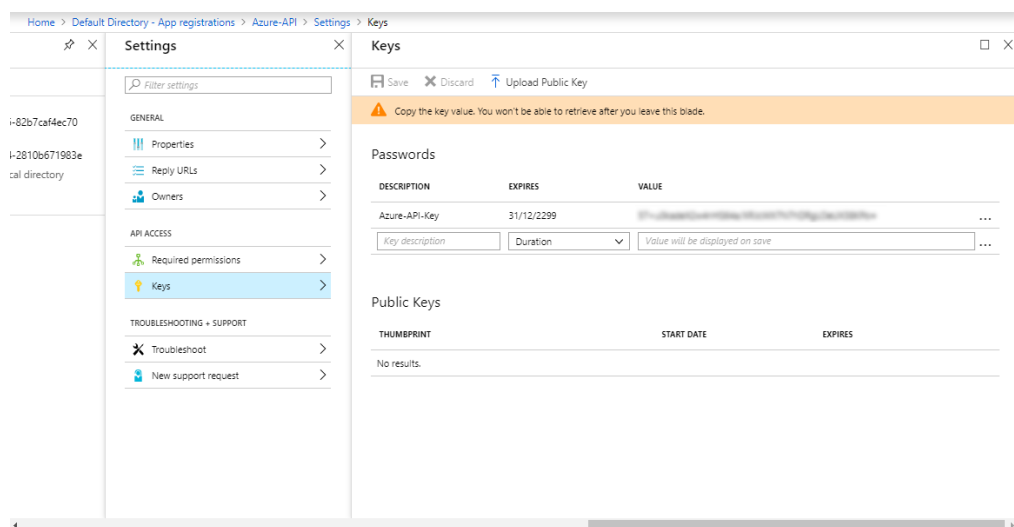 Home > Default Directory - App registrations > Azure-API > Settings > Keys
5-82b7caf4ec70
4-2810b671983e
cal directory
Settings
Filter settings
GENERAL
Properties
Reply URLs
Owners
API ACCESS
Required permissions
Keys
TROUBLESHOOTING + SUPPORT
Troubleshoot
New support request
Keys
Save Discard Upload Public Key
Copy the key value. You won't be able to retrieve after you leave this blade.
Passwords
DESCRIPTION EXPIRES VALUE
Azure-API-Key 31/12/2299 ...
Key description Duration Value will be displayed on save ...
Public Keys
THUMBPRINT START DATE EXPIRES
No results.